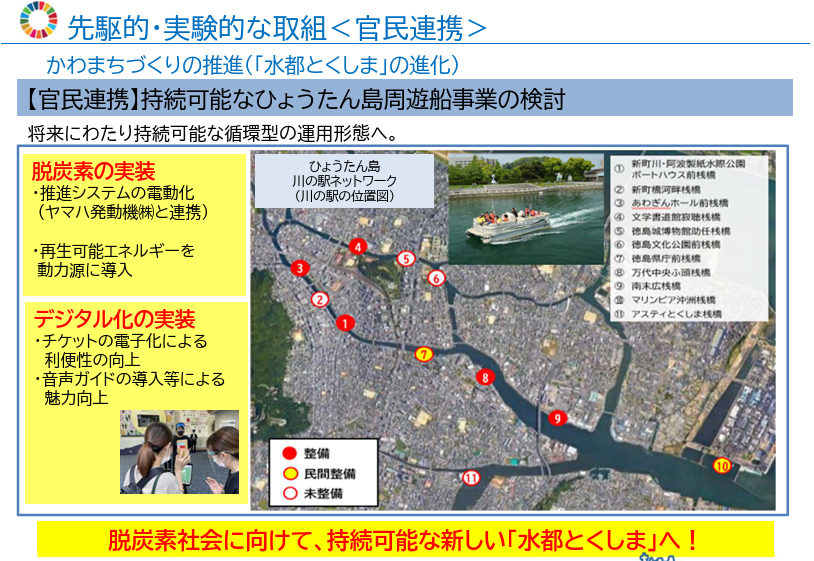 先駆的・実験的な取組＜官民連携＞
かわまちづくりの推進（「水都とくしま」の進化）
【官民連携】持続可能なひょうたん島周遊船事業の検討
将来にわたり持続可能な循環型の運用形態へ。
脱炭素の実装
・推進システムの電動化
（ヤマハ発動機㈱と連携）
・再生可能エネルギーを
動力源に導入
デジタル化の実装
・チケットの電子化による
利便性の向上
・音声ガイドの導入等による
魅力向上
ひょうたん島
川の駅ネットワーク
（川の駅の位置図）
① 新町川・阿波製紙水際公園
ボートハウス前桟橋
② 新町橋河畔桟橋
③ あわぎんホール前桟橋
④ 文学書道館寂聴桟橋
⑤ 徳島城博物館助任桟橋
⑥ 徳島文化公園前桟橋
⑦ 徳島県庁前桟橋
⑧ 万代中央ふ頭桟橋
⑨ 南末広桟橋
⑩ マリンピア沖洲桟橋
⑪ アスティとくしま桟橋
4
5
3
6
2
1
7
8
9
10
11
整備
民間整備
未整備
脱炭素社会に向けて、持続可能な新しい「水都とくしま」へ！